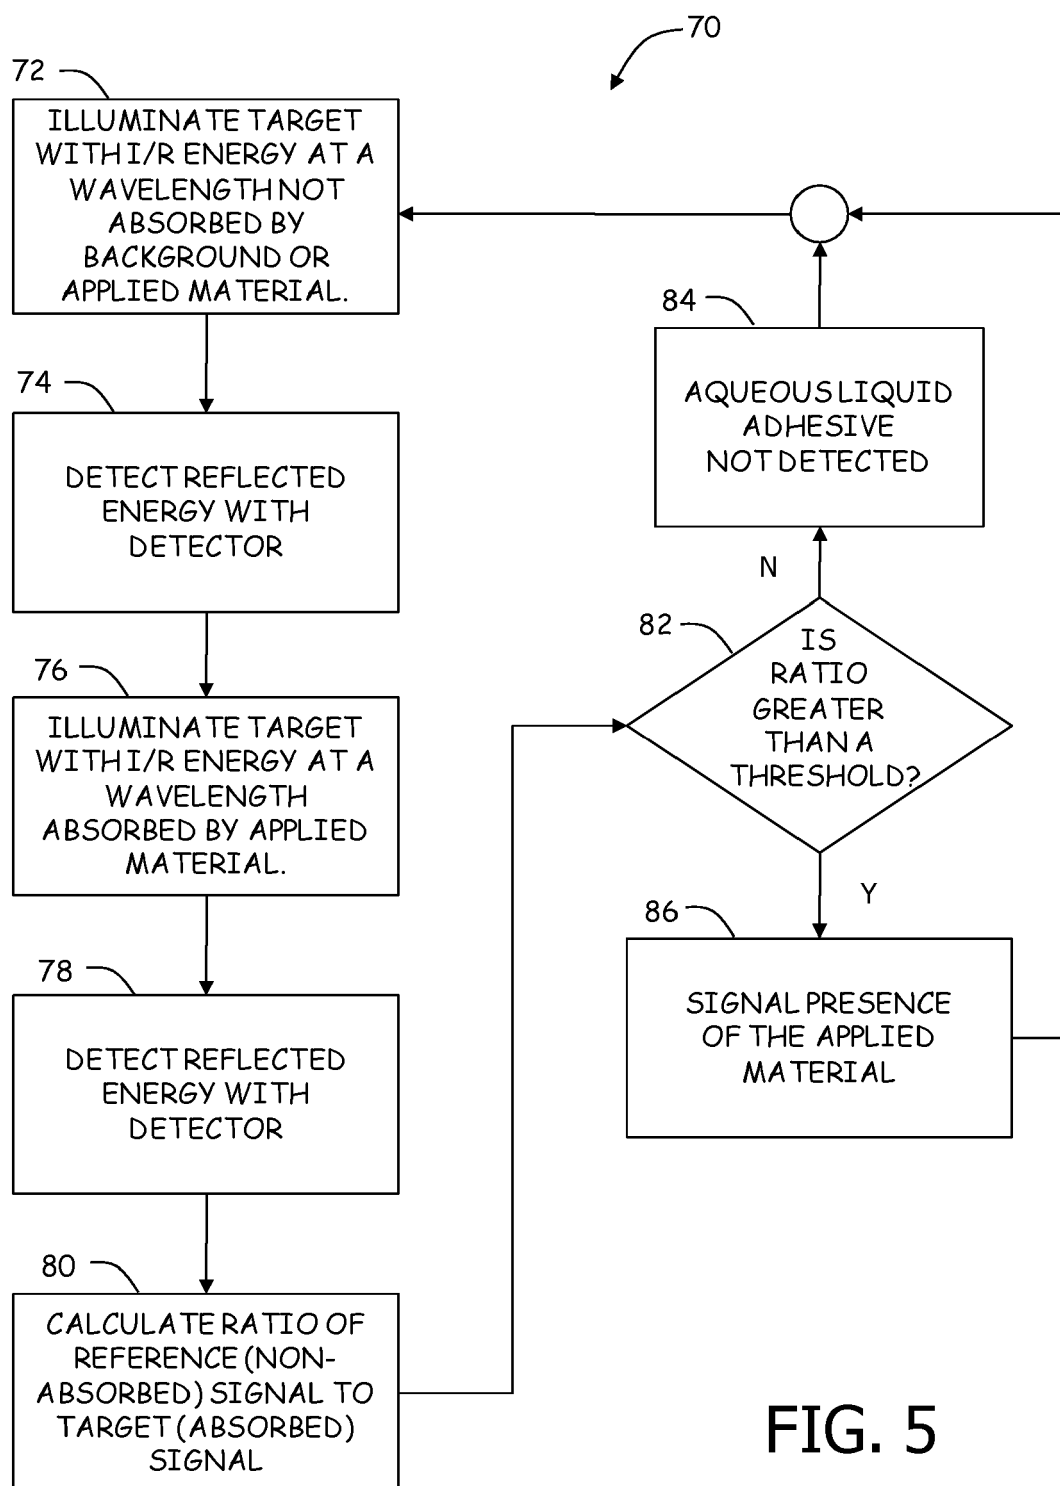 70
72
ILLUMINATE TARGET
WITH I/R ENERGY AT A
WAVELENGTH NOT
ABSORBED BY
BACKGROUND OR
APPLIED MATERIAL.
74
DETECT REFLECTED
ENERGY WITH
DETECTOR
76
ILLUMINATE TARGET
WITH I/R ENERGY AT A
WAVELENGTH
ABSORBED BY APPLIED
MATERIAL.
78
DETECT REFLECTED
ENERGY WITH
DETECTOR
80
CALCULATE RATIO OF
REFERENCE (NON-
ABSORBED) SIGNAL TO
TARGET (ABSORBED)
SIGNAL
82
IS
RATIO
GREATER
THAN A
THRESHOLD?
N
84
AQUEOUS LIQUID
ADHESIVE
NOT DETECTED
Y
86
SIGNAL PRESENCE
OF THE APPLIED
MATERIAL
FIG. 5